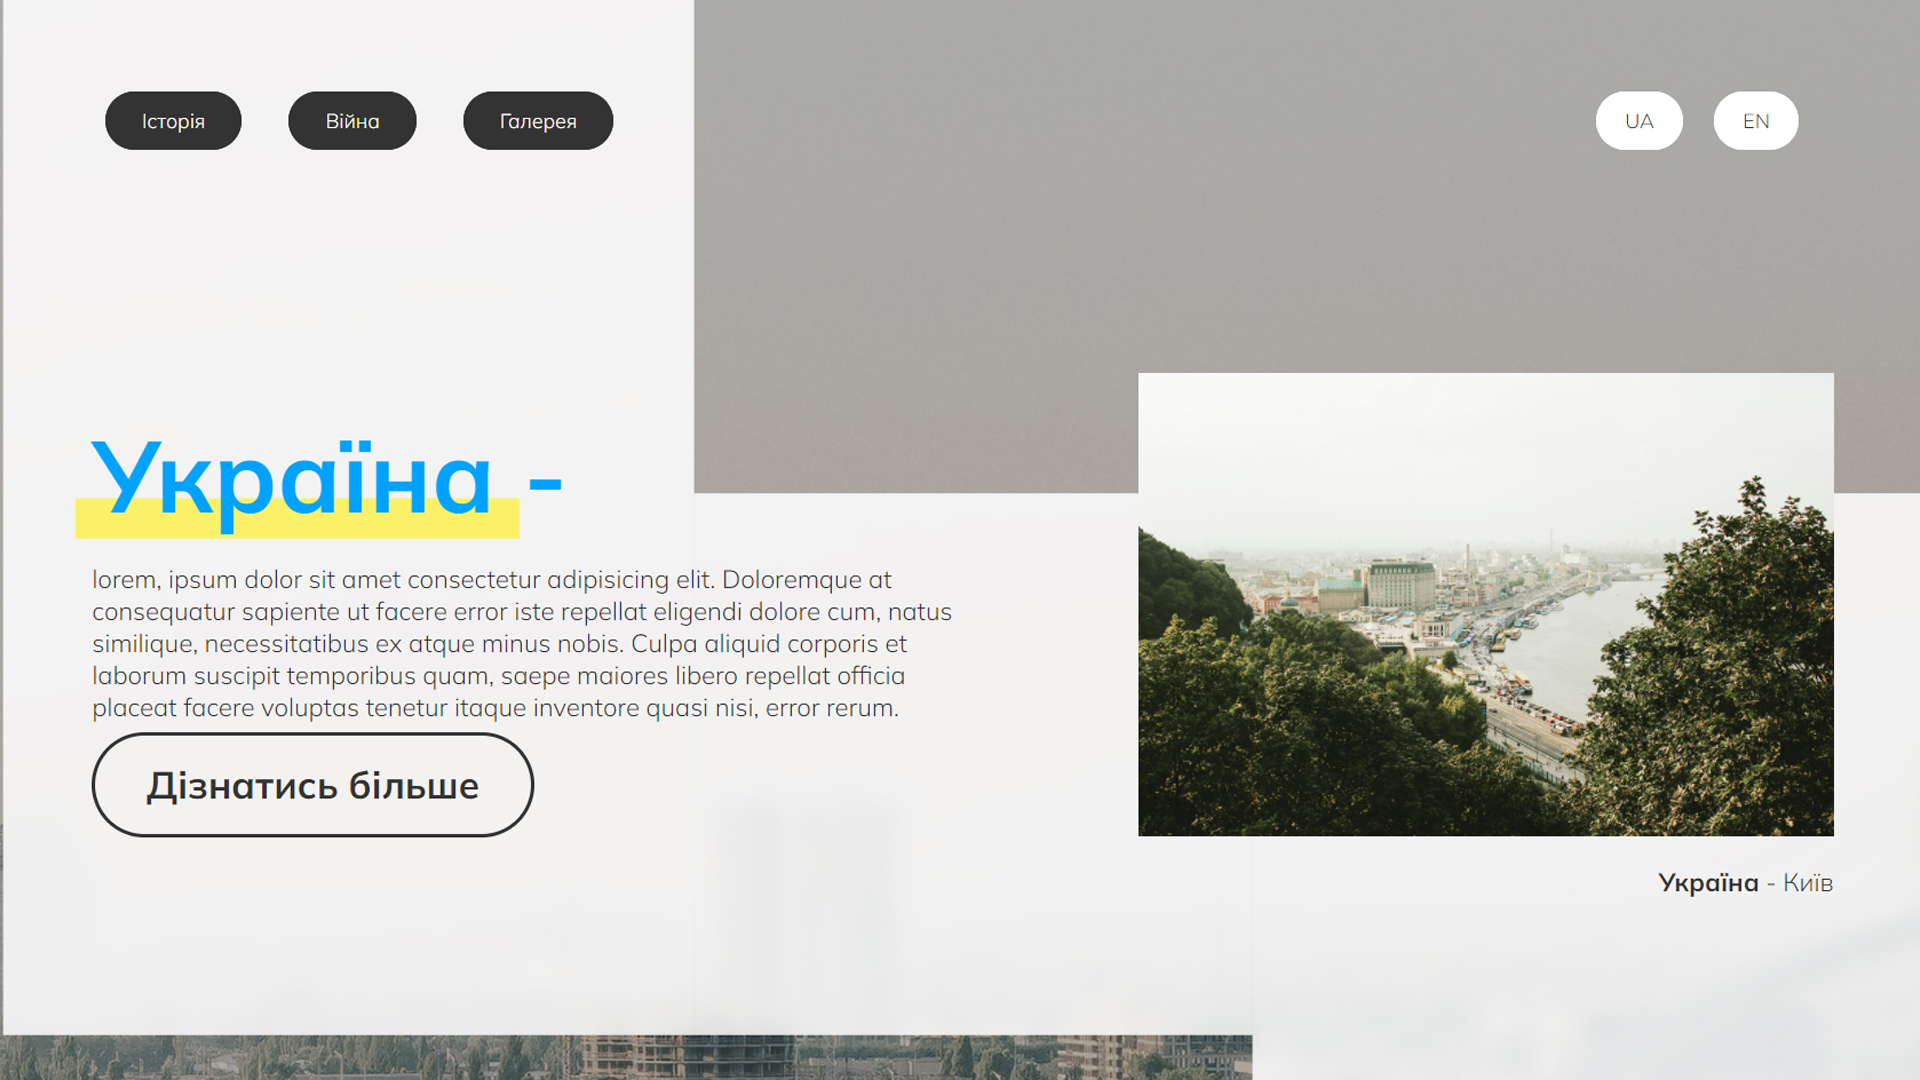 Історія Війна Галерея UA EN
Україна -
lorem, ipsum dolor sit amet consectetur adipisicing elit. Doloremque at
consequatur sapiente ut facere error iste repellat eligendi dolore cum, natus
similique, necessitatibus ex atque minus nobis. Culpa aliquid corporis et
laborum suscipit temporibus quam, saepe maiores libero repellat officia
placeat facere voluptas tenetur itaque inventore quasi nisi, error rerum.
Дізнатись більше
Україна - Київ